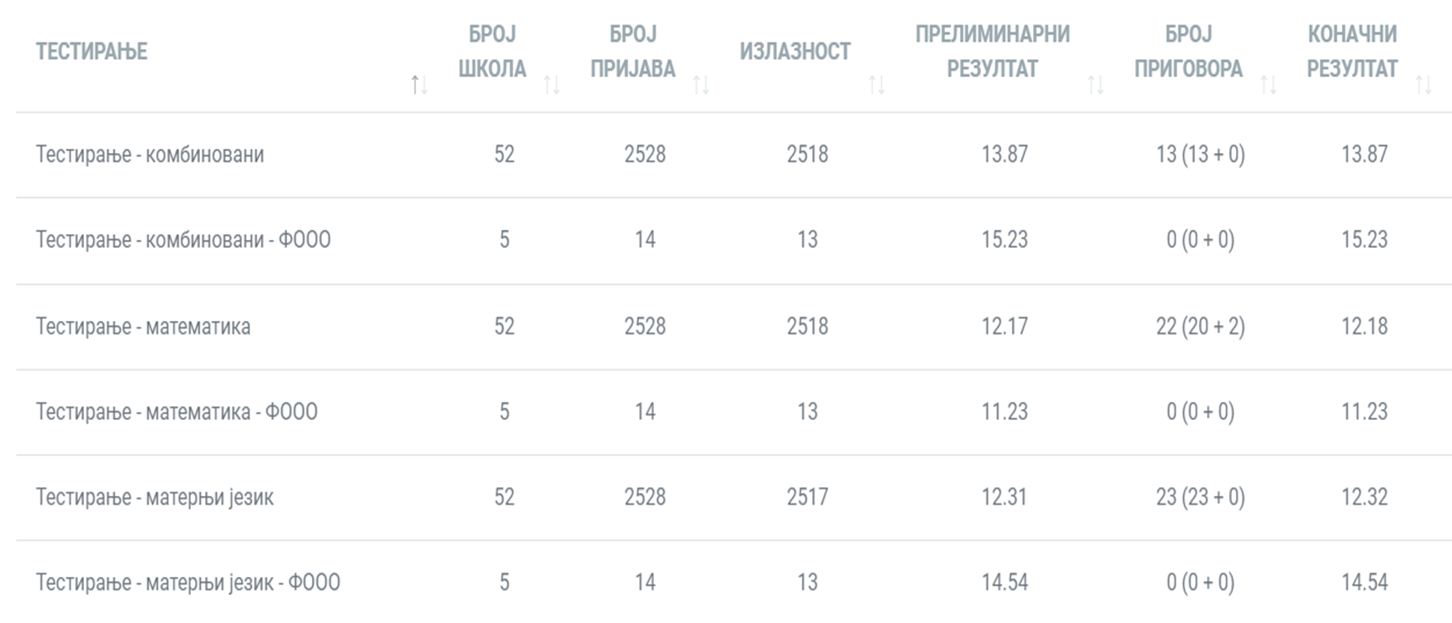 ТЕСТИРАЊЕ БРОЈ ШКОЛА БРОЈ ПРИЈАВА ИЗЛАЗНОСТ ПРЕЛИМИНАРНИ РЕЗУЛТАТ БРОЈ ПРИГОВОРА КОНАЧНИ РЕЗУЛТАТ
Тестирање - комбиновани 52 2528 2518 13.87 13 (13 + 0) 13.87
Тестирање - комбиновани - ФООО 5 14 13 15.23 0 (0 + 0) 15.23
Тестирање - математика 52 2528 2518 12.17 22 (20 + 2) 12.18
Тестирање - математика - ФООО 5 14 13 11.23 0 (0 + 0) 11.23
Тестирање - матерњи језик 52 2528 2517 12.31 23 (23 + 0) 12.32
Тестирање - матерњи језик - ФООО 5 14 13 14.54 0 (0 + 0) 14.54